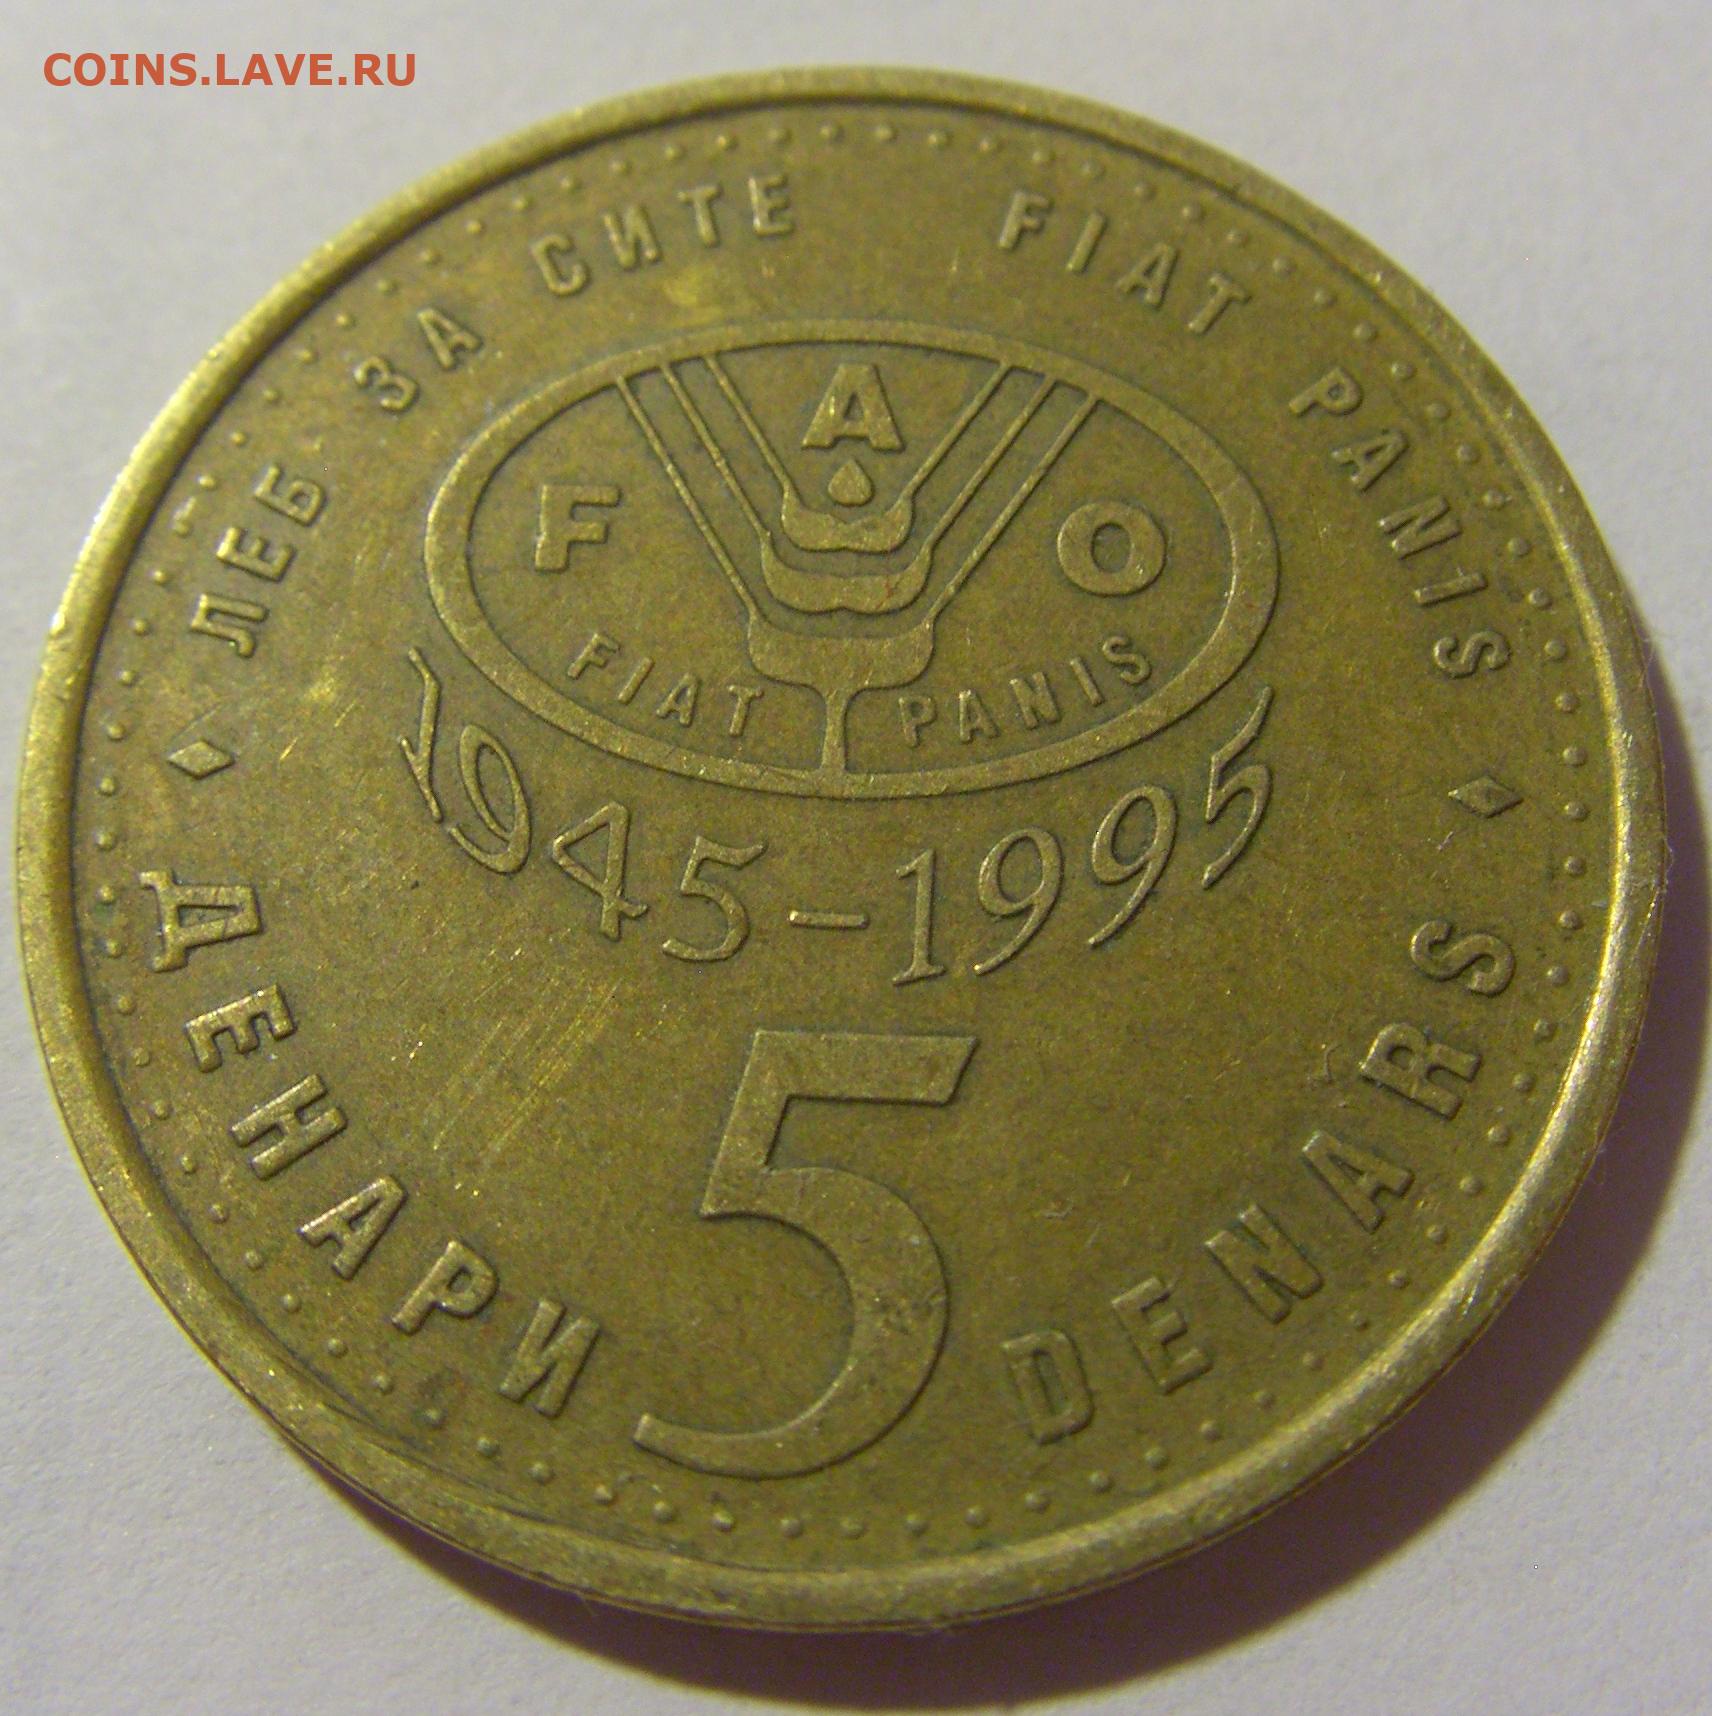 COINS.LAVE.RU
ЛЕБ ЗА СИТЕ FIAT PANIS
F A O
FIAT PANIS
1945-1995
5
ДЕНАРИ DENARS